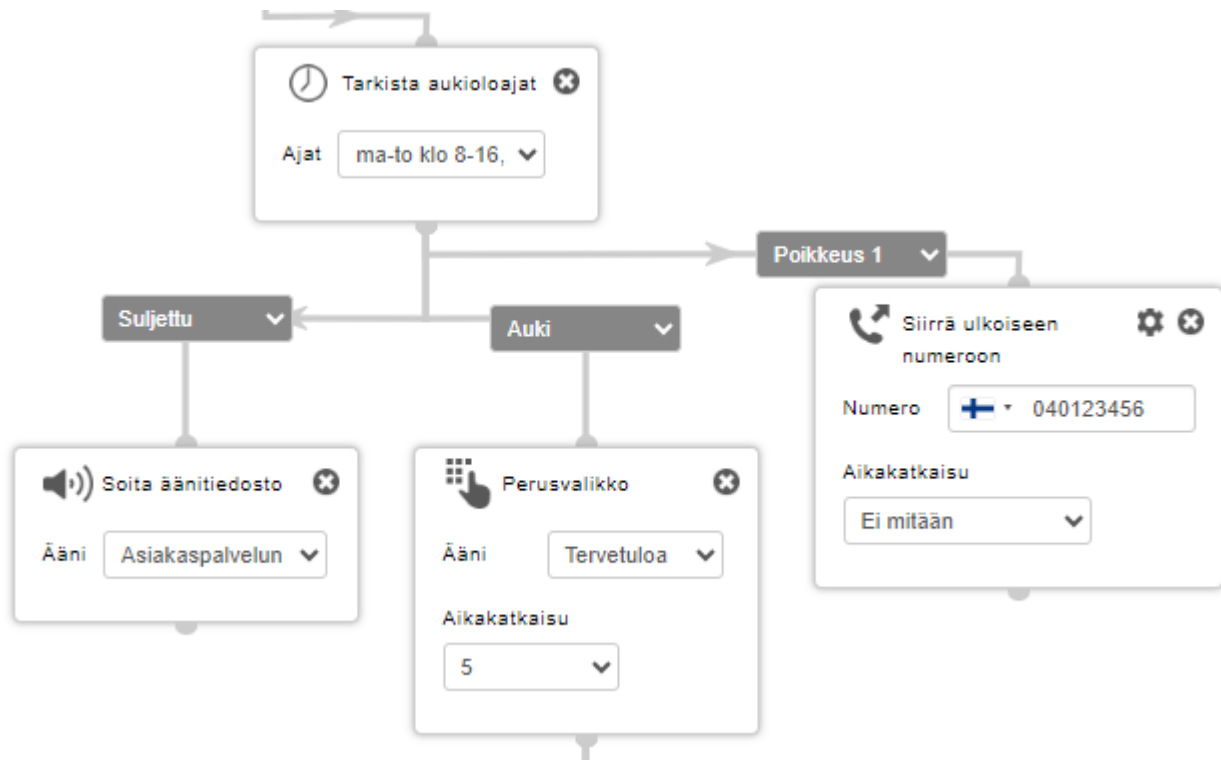 Tarkista aukioloajat
Ajat ma-to klo 8-16,
Poikkeus 1
Suljettu
Auki
Siirrä ulkoiseen
numeroon
Numero 040123456
Aikakatkaisu
Ei mitään
Soita äänitiedosto
Ääni Asiakaspalvelun
Perusvalikko
Ääni Tervetuloa
Aikakatkaisu
5